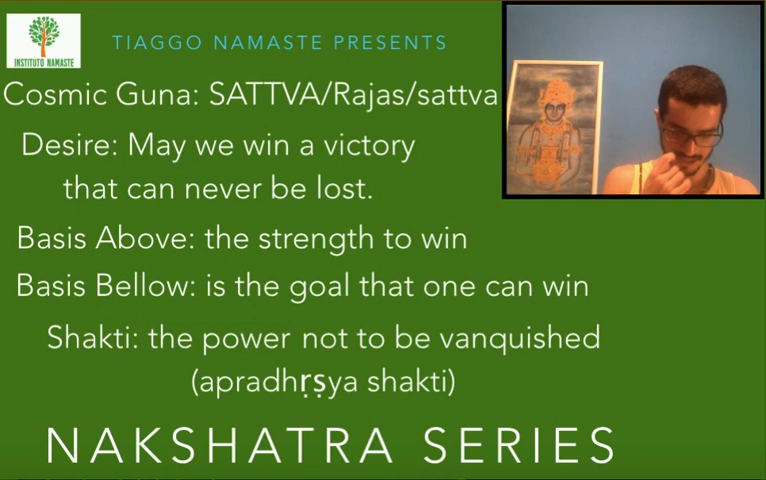 INSTITUTO NAMASTE
TIAGGO NAMASTE PRESENTS
Cosmic Guna: SATTVA/Rajas/sattva
Desire: May we win a victory
that can never be lost.
Basis Above: the strength to win
Basis Bellow: is the goal that one can win
Shakti: the power not to be vanquished
(apradhṛṣya shakti)
NAKSHATRA SERIES